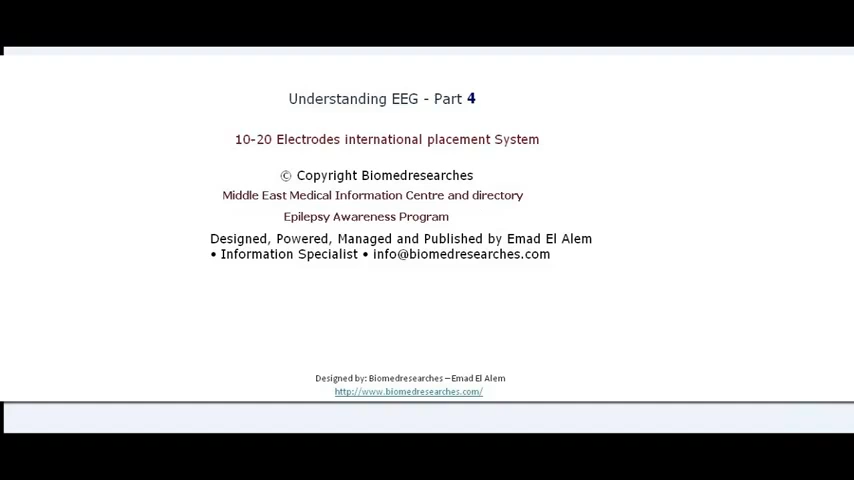 Understanding EEG - Part 4
10-20 Electrodes international placement System
© Copyright Biomedresearches
Middle East Medical Information Centre and directory
Epilepsy Awareness Program
Designed, Powered, Managed and Published by Emad El Alem
• Information Specialist • info@biomedresearches.com
Designed by: Biomedresearches – Emad El Alem
http://www.biomedresearches.com/